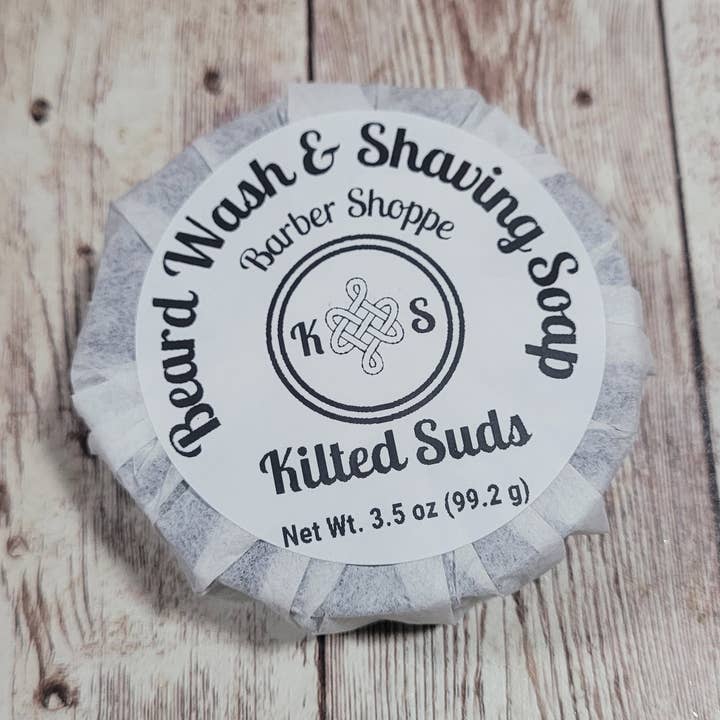 Beard Wash & Shaving Soap
Barber Shoppe
K S
Kilted Suds
Net Wt. 3.5 oz (99.2 g)